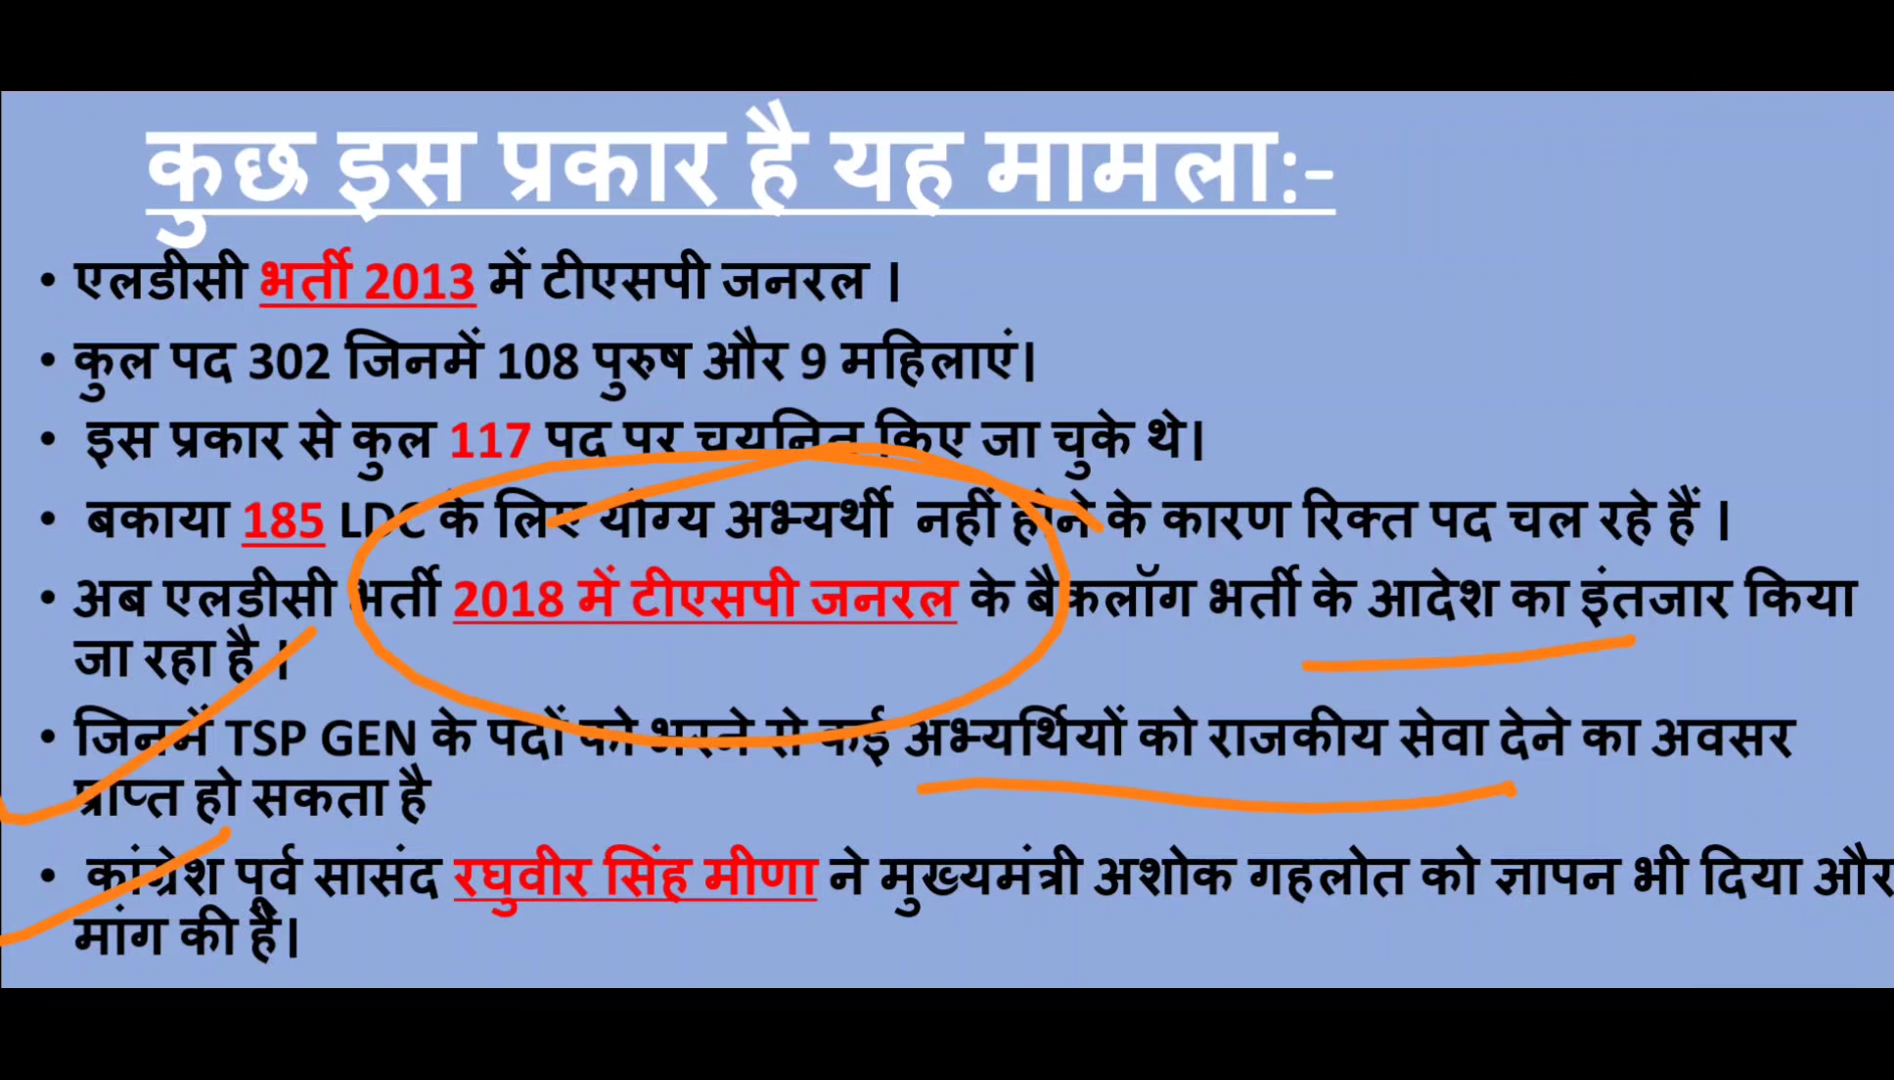 कुछ इस प्रकार है यह मामला:-
• एलडीसी भर्ती 2013 में टीएसपी जनरल ।
• कुल पद 302 जिनमें 108 पुरुष और 9 महिलाएं।
• इस प्रकार से कुल 117 पद पर चयनित किए जा चुके थे।
• बकाया 185 LDC के लिए योग्य अभ्यर्थी नहीं होने के कारण रिक्त पद चल रहे हैं ।
• अब एलडीसी भर्ती 2018 में टीएसपी जनरल के बैकलॉग भर्ती के आदेश का इंतजार किया
जा रहा है ।
• जिनमें TSP GEN के पदों को भरने से कई अभ्यर्थियों को राजकीय सेवा देने का अवसर
प्राप्त हो सकता है
• कांग्रेश पूर्व सासंद रघुवीर सिंह मीणा ने मुख्यमंत्री अशोक गहलोत को ज्ञापन भी दिया और
मांग की हैं।